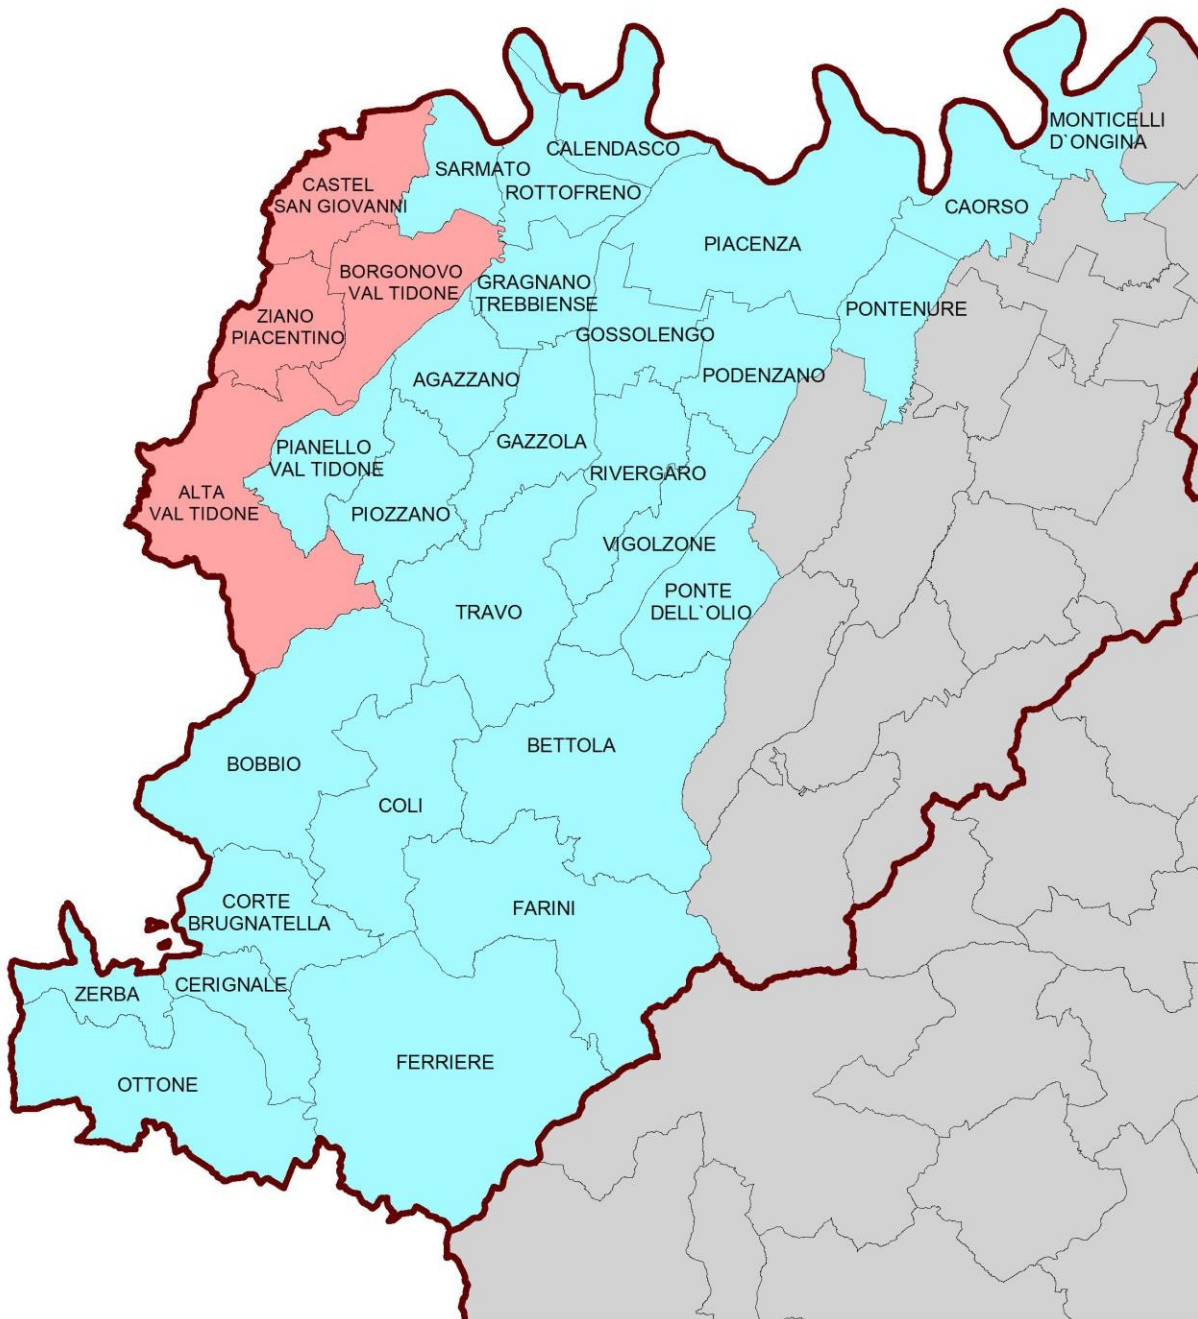 MONTICELLI
D`ONGINA
CALENDASCO
SARMATO
ROTTOFRENO
CASTEL
SAN GIOVANNI
CAORSO
PIACENZA
BORGONOVO
VAL TIDONE
GRAGNANO
TREBBIENSE
PONTENURE
ZIANO
PIACENTINO
GOSSOLENGO
AGAZZANO
PODENZANO
PIANELLO
VAL TIDONE
GAZZOLA
RIVERGARO
ALTA
VAL TIDONE
PIOZZANO
VIGOLZONE
PONTE
DELL`OLIO
TRAVO
BETTOLA
BOBBIO
COLI
CORTE
BRUGNATELLA
FARINI
CERIGNALE
ZERBA
FERRIERE
OTTONE